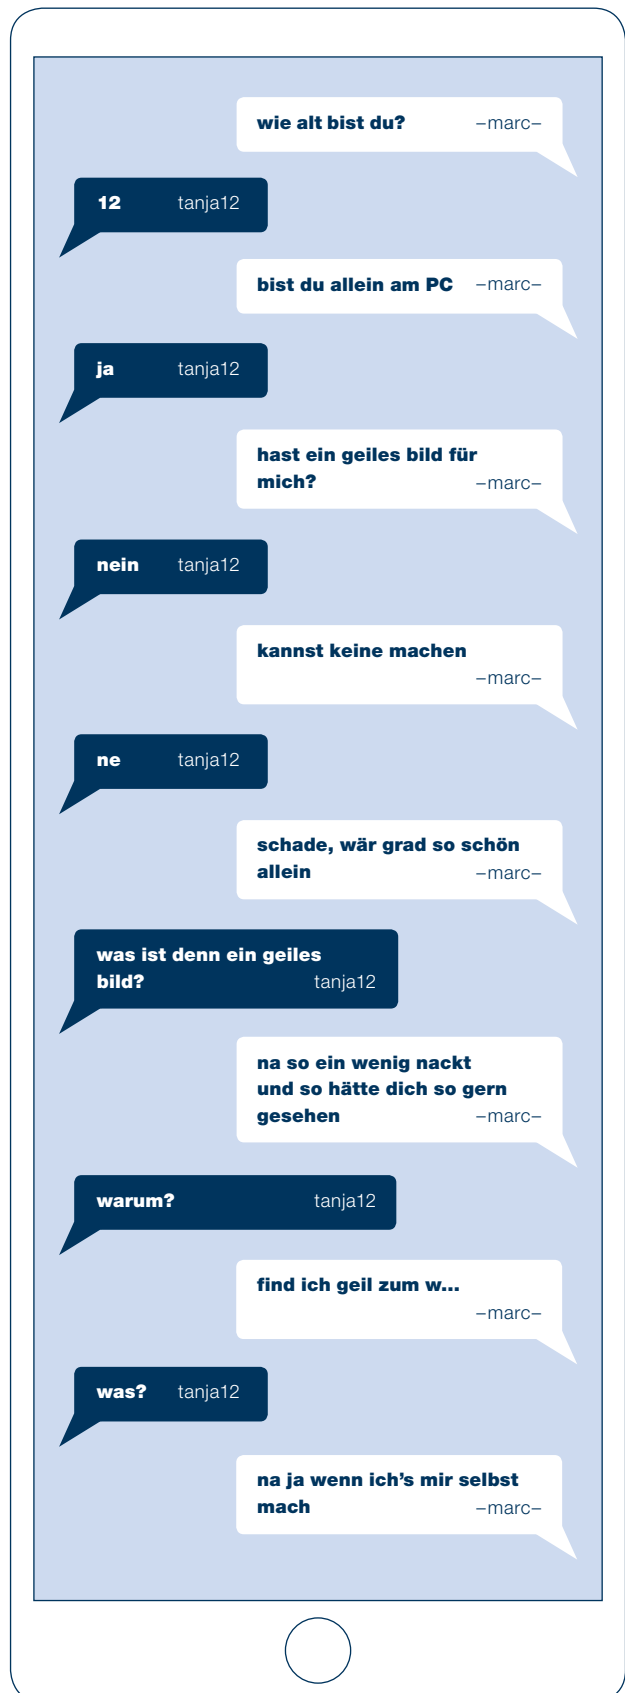 wie alt bist du? –marc–
12 tanja12
bist du allein am PC –marc–
ja tanja12
hast ein geiles bild für
mich? –marc–
nein tanja12
kannst keine machen
–marc–
ne tanja12
schade, wär grad so schön
allein –marc–
was ist denn ein geiles
bild? tanja12
na so ein wenig nackt
und so hätte dich so gern
gesehen –marc–
warum? tanja12
find ich geil zum w...
–marc–
was? tanja12
na ja wenn ich’s mir selbst
mach –marc–